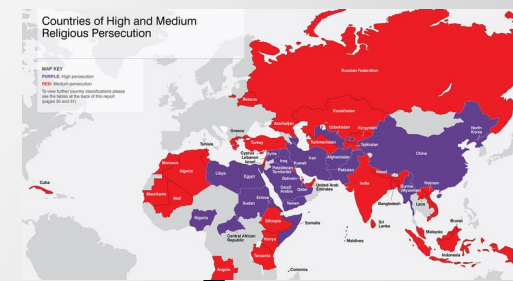 Countries of High and Medium
Religious Persecution
MAP KEY
PURPLE: High persecution
RED: Medium persecution
To view further country classifications please
see the tables at the back of this report
(pages 30 and 31).
Russian Federation
Belarus
Kazakhstan
Azerbaijan
Uzbekistan
Kyrgyzstan
North
Korea
Greece
Turkey
Turkmenistan
Tajikistan
China
Tunisia
Cyprus
Lebanon
Israel
Syria
Iraq
Iran
Afghanistan
Morocco
Algeria
Libya
Egypt
Palestinian
Territories
Kuwait
Pakistan
Nepal
Bahrain
Cuba
Saudi
Arabia
Qatar
United Arab
Emirates
India
Burma
(Myanmar)
Vietnam
Mauritania
Mali
Sudan
Eritrea
Yemen
Bangladesh
Laos
Nigeria
Ethiopia
Somalia
Sri
Lanka
Brunei
Central African
Republic
Kenya
Maldives
Malaysia
Tanzania
Indonesia
Angola
Comoros